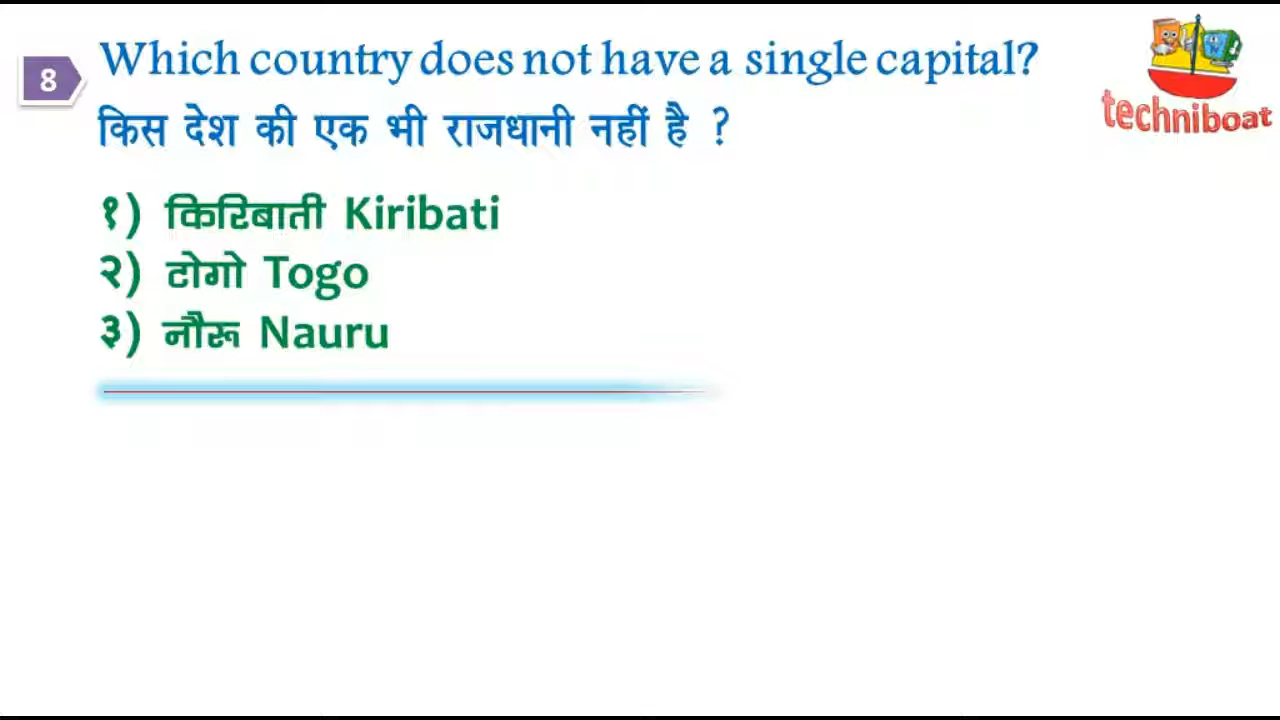 8
Which country does not have a single capital?
किस देश की एक भी राजधानी नहीं है ?
techniboat
१) किरिबाती Kiribati
२) टोगो Togo
३) नौरू Nauru